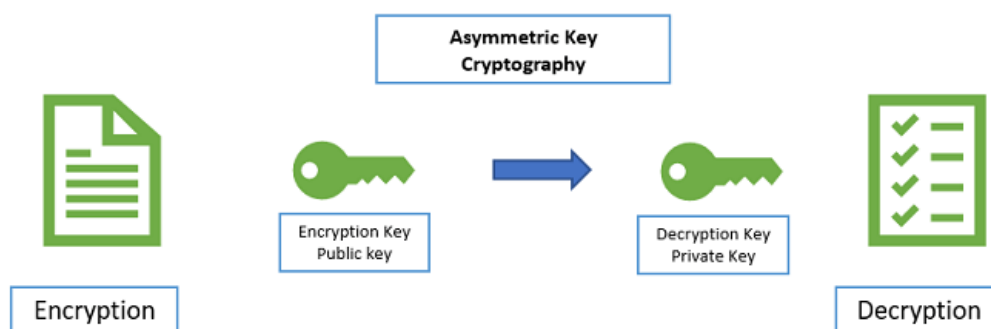 Asymmetric Key
Cryptography
Encryption Key
Public key
Decryption Key
Private Key
Encryption
Decryption